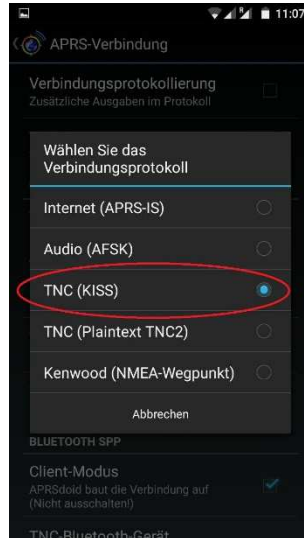 11:07
APRS-Verbindung
Verbindungsprotokollierung
Zusätzliche Ausgaben im Protokoll
Wählen Sie das
Verbindungsprotokoll
Internet (APRS-IS)
Audio (AFSK)
TNC (KISS)
TNC (Plaintext TNC2)
Kenwood (NMEA-Wegpunkt)
Abbrechen
BLUETOOTH SPP
Client-Modus
APRSdoid baut die Verbindung auf
(Nicht ausschalten!)
TNC-Bluetooth-Gerät